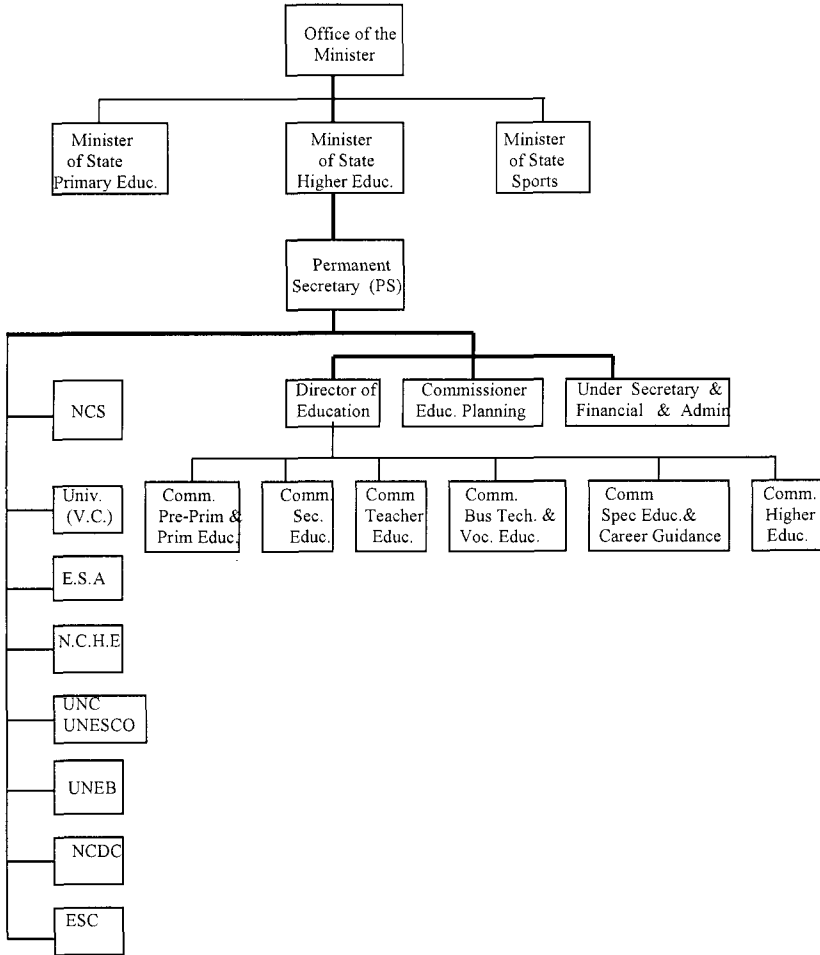 Office of the
Minister
Minister
of State
Primary Educ.
Minister
of State
Higher Educ.
Minister
of State
Sports
Permanent
Secretary (PS)
NCS
Director of
Education
Commissioner
Educ. Planning
Under Secretary &
Financial & Admin
Univ.
(V.C.)
Comm.
Pre-Prim &
Prim Educ.
Comm.
Sec.
Educ.
Comm
Teacher
Educ.
Comm.
Bus Tech. &
Voc. Educ.
Comm
Spec Educ.&
Career Guidance
Comm.
Higher
Educ.
E.S.A
N.C.H.E
UNC
UNESCO
UNEB
NCDC
ESC